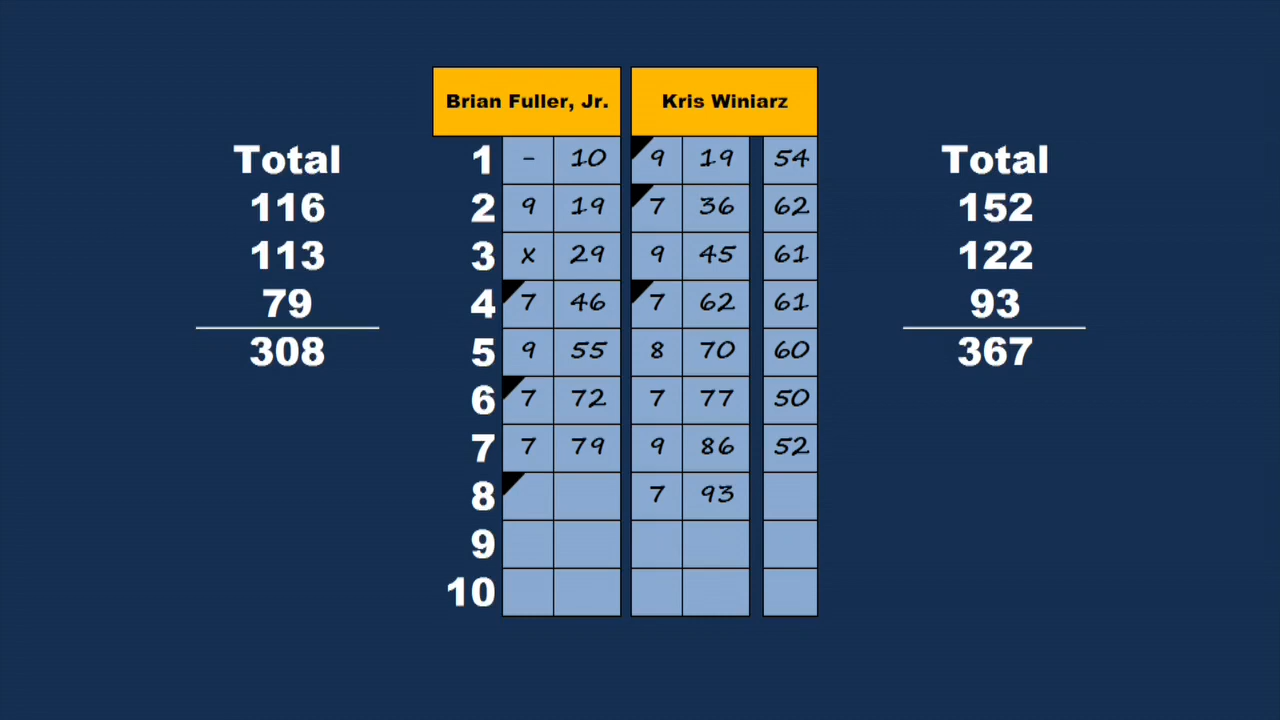 Brian Fuller, Jr. Kris Winiarz
Total 1 - 10 9 19 54 Total
116 2 9 19 7 36 62 152
113 3 x 29 9 45 61 122
79 4 7 46 7 62 61 93
308 5 9 55 8 70 60 367
6 7 72 7 77 50
7 7 79 9 86 52
8 7 93
9
10